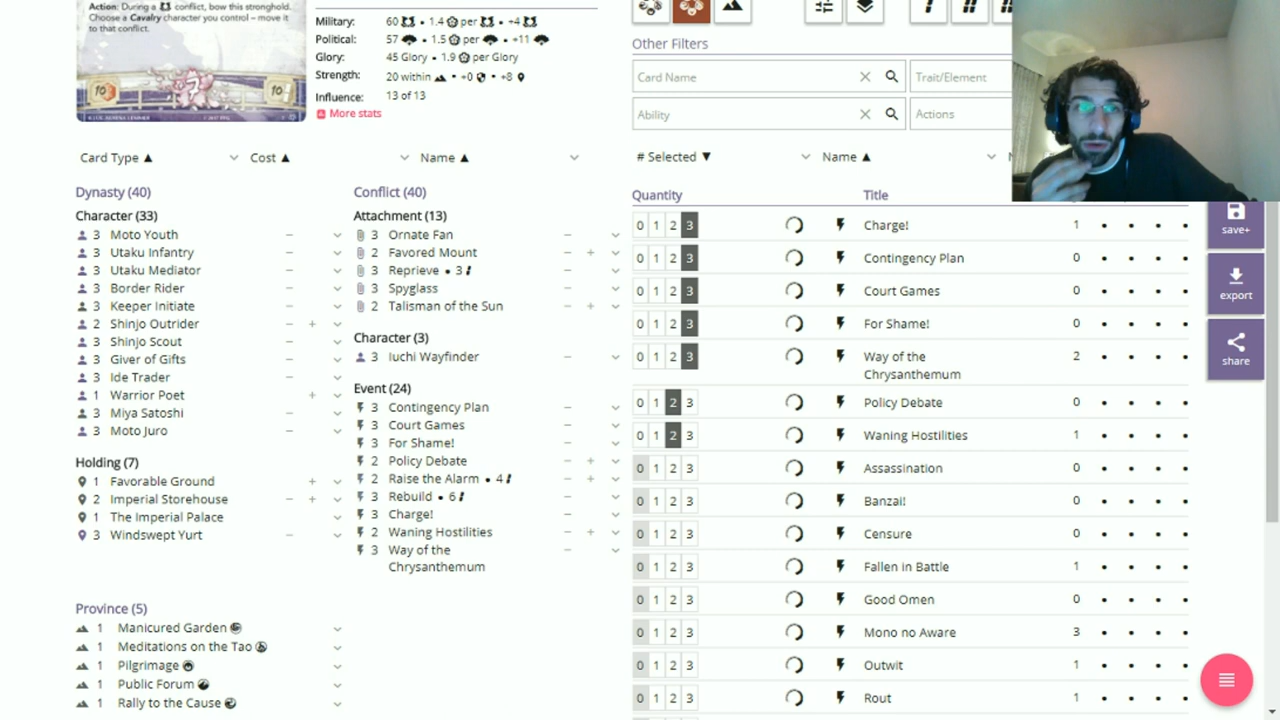 Action: During a conflict, bow this stronghold.
Choose a Cavalry character you control – move it
to that conflict.
10
10
Military: 60 • 1.4 per • +4
Political: 57 • 1.5 per • +11
Glory: 45 Glory • 1.9 per Glory
Strength: 20 within • +0 • +8
Influence: 13 of 13
More stats
Other Filters
Card Name
Trait/Element
Ability
Actions
Card Type ▲ Cost ▲ Name ▲
# Selected ▼ Name ▲
Dynasty (40)
Character (33)
3 Moto Youth –
3 Utaku Infantry –
3 Utaku Mediator –
3 Border Rider –
3 Keeper Initiate –
2 Shinjo Outrider – +
3 Shinjo Scout –
3 Giver of Gifts –
3 Ide Trader –
1 Warrior Poet +
3 Miya Satoshi –
3 Moto Juro –
Holding (7)
1 Favorable Ground +
2 Imperial Storehouse – +
1 The Imperial Palace +
3 Windswept Yurt –
Province (5)
1 Manicured Garden
1 Meditations on the Tao
1 Pilgrimage
1 Public Forum
1 Rally to the Cause
Conflict (40)
Attachment (13)
3 Ornate Fan –
2 Favored Mount – +
3 Reprieve • 3 –
3 Spyglass –
2 Talisman of the Sun – +
Character (3)
3 Iuchi Wayfinder –
Event (24)
3 Contingency Plan –
3 Court Games –
3 For Shame! –
2 Policy Debate – +
2 Raise the Alarm • 4 – +
3 Rebuild • 6 –
3 Charge! –
2 Waning Hostilities – +
3 Way of the –
Chrysanthemum
Quantity Title
0 1 2 3 Charge! 1 • • • •
0 1 2 3 Contingency Plan 0 • • • •
0 1 2 3 Court Games 0 • • • •
0 1 2 3 For Shame! 0 • • • •
0 1 2 3 Way of the 2 • • • •
Chrysanthemum
0 1 2 3 Policy Debate 0 • • • •
0 1 2 3 Waning Hostilities 1 • • • •
0 1 2 3 Assassination 0 • • • •
0 1 2 3 Banzai! 0 • • • •
0 1 2 3 Censure 0 • • • •
0 1 2 3 Fallen in Battle 1 • • • •
0 1 2 3 Good Omen 0 • • • •
0 1 2 3 Mono no Aware 3 • • • •
0 1 2 3 Outwit 1 • • • •
0 1 2 3 Rout 1 • • • •
save+
export
share